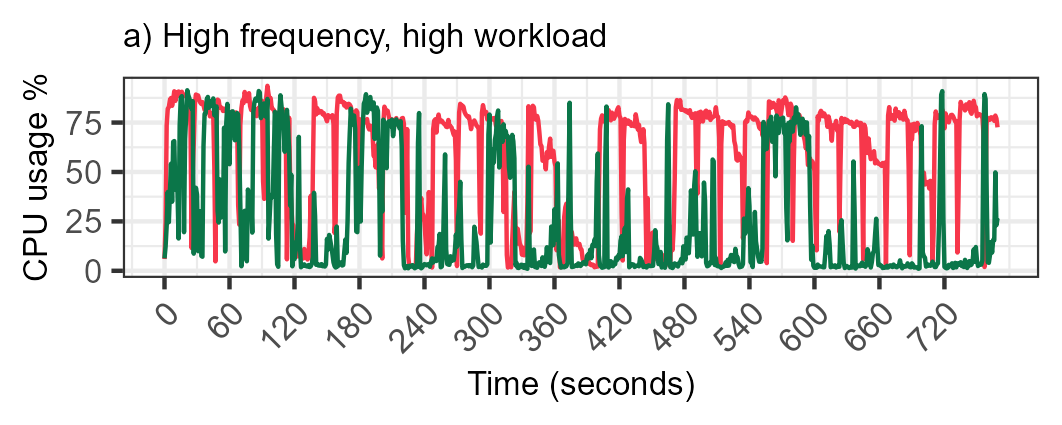 a) High frequency, high workload
CPU usage %
75
50
25
0
0 60 120 180 240 300 360 420 480 540 600 660 720
Time (seconds)